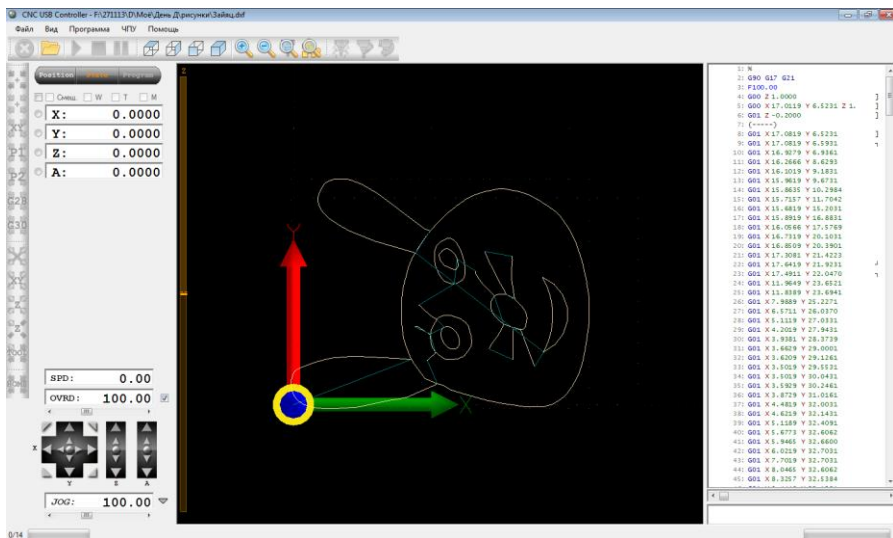 CNC USB Controller - F:\271113\D\Моё\День Д\рисунки\Зайяц.dxf
Файл Вид Программа ЧПУ Помощь
Position Program
Смещ. W T M
X: 0.0000
Y: 0.0000
Z: 0.0000
A: 0.0000
XY
P1
P2
G28
G30
SPD: 0.00
OVRD: 100.00
X
Y Z A
JOG: 100.00
0/14
Z
Y
X
1: N
2: G90 G17 G21
3: F100.00
4: G00 Z 1.0000
5: G00 X 17.0119 Y 6.5231 Z 1.
6: G01 Z -0.2000
7: (-----)
8: G01 X 17.0819 Y 6.5231
9: G01 X 17.0819 Y 6.5931
10: G01 X 16.9279 Y 6.9361
11: G01 X 16.2666 Y 8.6293
12: G01 X 16.1019 Y 9.1831
13: G01 X 15.9619 Y 9.6731
14: G01 X 15.8635 Y 10.2984
15: G01 X 15.7157 Y 11.7042
16: G01 X 15.6819 Y 15.2031
17: G01 X 15.8919 Y 16.8831
18: G01 X 16.0566 Y 17.5769
19: G01 X 16.7319 Y 20.1031
20: G01 X 16.8509 Y 20.3901
21: G01 X 17.3081 Y 21.4223
22: G01 X 17.6419 Y 21.9231
23: G01 X 17.4911 Y 22.0470
24: G01 X 11.9649 Y 23.6521
25: G01 X 11.8389 Y 23.6941
26: G01 X 7.9889 Y 25.2271
27: G01 X 6.5711 Y 26.0370
28: G01 X 5.1119 Y 27.0331
29: G01 X 4.2019 Y 27.9431
30: G01 X 3.9381 Y 28.3739
31: G01 X 3.6629 Y 29.0001
32: G01 X 3.6209 Y 29.1261
33: G01 X 3.5019 Y 29.5531
34: G01 X 3.5019 Y 30.0431
35: G01 X 3.5929 Y 30.2461
36: G01 X 3.8729 Y 31.0161
37: G01 X 4.4819 Y 32.0031
38: G01 X 4.6219 Y 32.1431
39: G01 X 5.1189 Y 32.4091
40: G01 X 5.6773 Y 32.6062
41: G01 X 5.9465 Y 32.6600
42: G01 X 6.0219 Y 32.7031
43: G01 X 7.7019 Y 32.7031
44: G01 X 8.0465 Y 32.6062
45: G01 X 8.3257 Y 32.5384